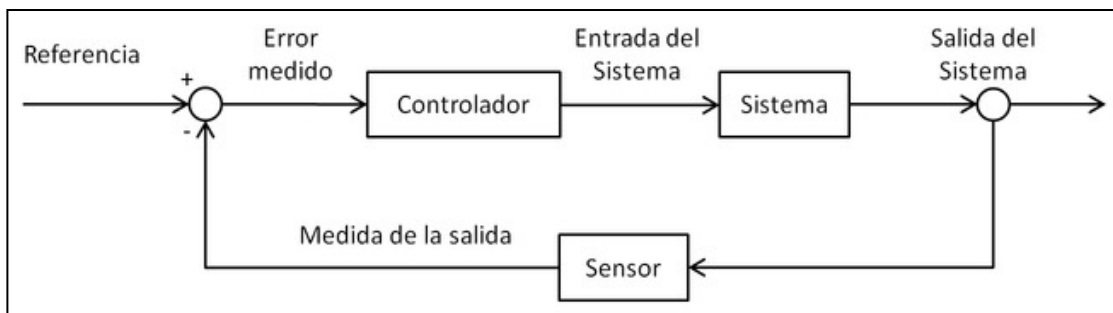 Referencia
Error
medido
Entrada del
Sistema
Salida del
Sistema
+
-
Controlador
Sistema
Medida de la salida
Sensor